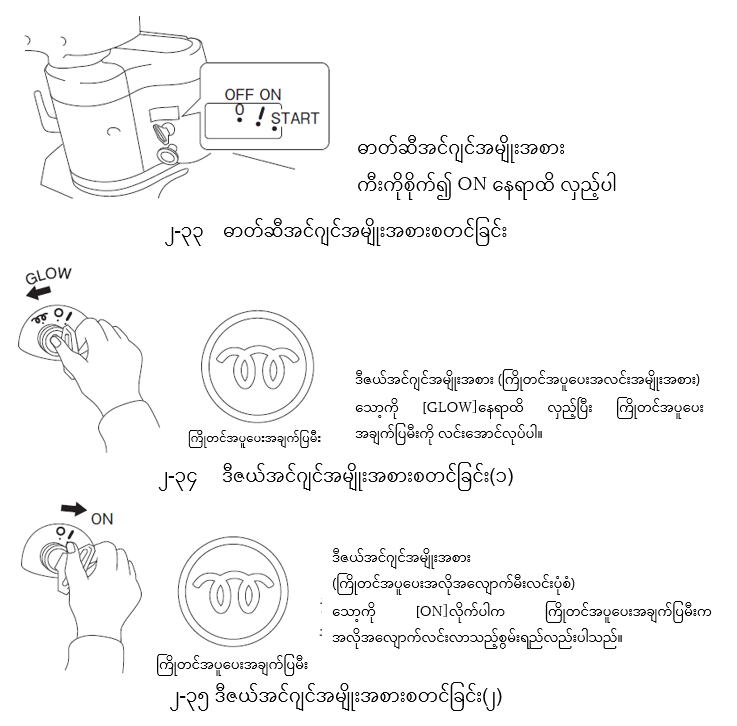 OFF ON
0
START
ဓာတ်ဆီအင်ဂျင်အမျိုးအစား
ကီးကိုစိုက်၍ ON နေရာထိ လှည့်ပါ
၂-၃၃ ဓာတ်ဆီအင်ဂျင်အမျိုးအစားစတင်ခြင်း
GLOW
ဒီဇယ်အင်ဂျင်အမျိုးအစား (ကြိုတင်အပူပေးအလင်းအမျိုးအစား)
သော့ကို [GLOW]နေရာထိ လှည့်ပြီး ကြိုတင်အပူပေး
အချက်ပြမီးကို လင်းအောင်လုပ်ပါ။
ကြိုတင်အပူပေးအချက်ပြမီး
၂-၃၄ ဒီဇယ်အင်ဂျင်အမျိုးအစားစတင်ခြင်း(၁)
ON
ဒီဇယ်အင်ဂျင်အမျိုးအစား
(ကြိုတင်အပူပေးအလိုအလျောက်မီးလင်းပုံစံ)
သော့ကို [ON]လိုက်ပါက ကြိုတင်အပူပေးအချက်ပြမီးက
အလိုအလျောက်လင်းလာသည့်စွမ်းရည်လည်းပါသည်။
ကြိုတင်အပူပေးအချက်ပြမီး
၂-၃၅ ဒီဇယ်အင်ဂျင်အမျိုးအစားစတင်ခြင်း(၂)